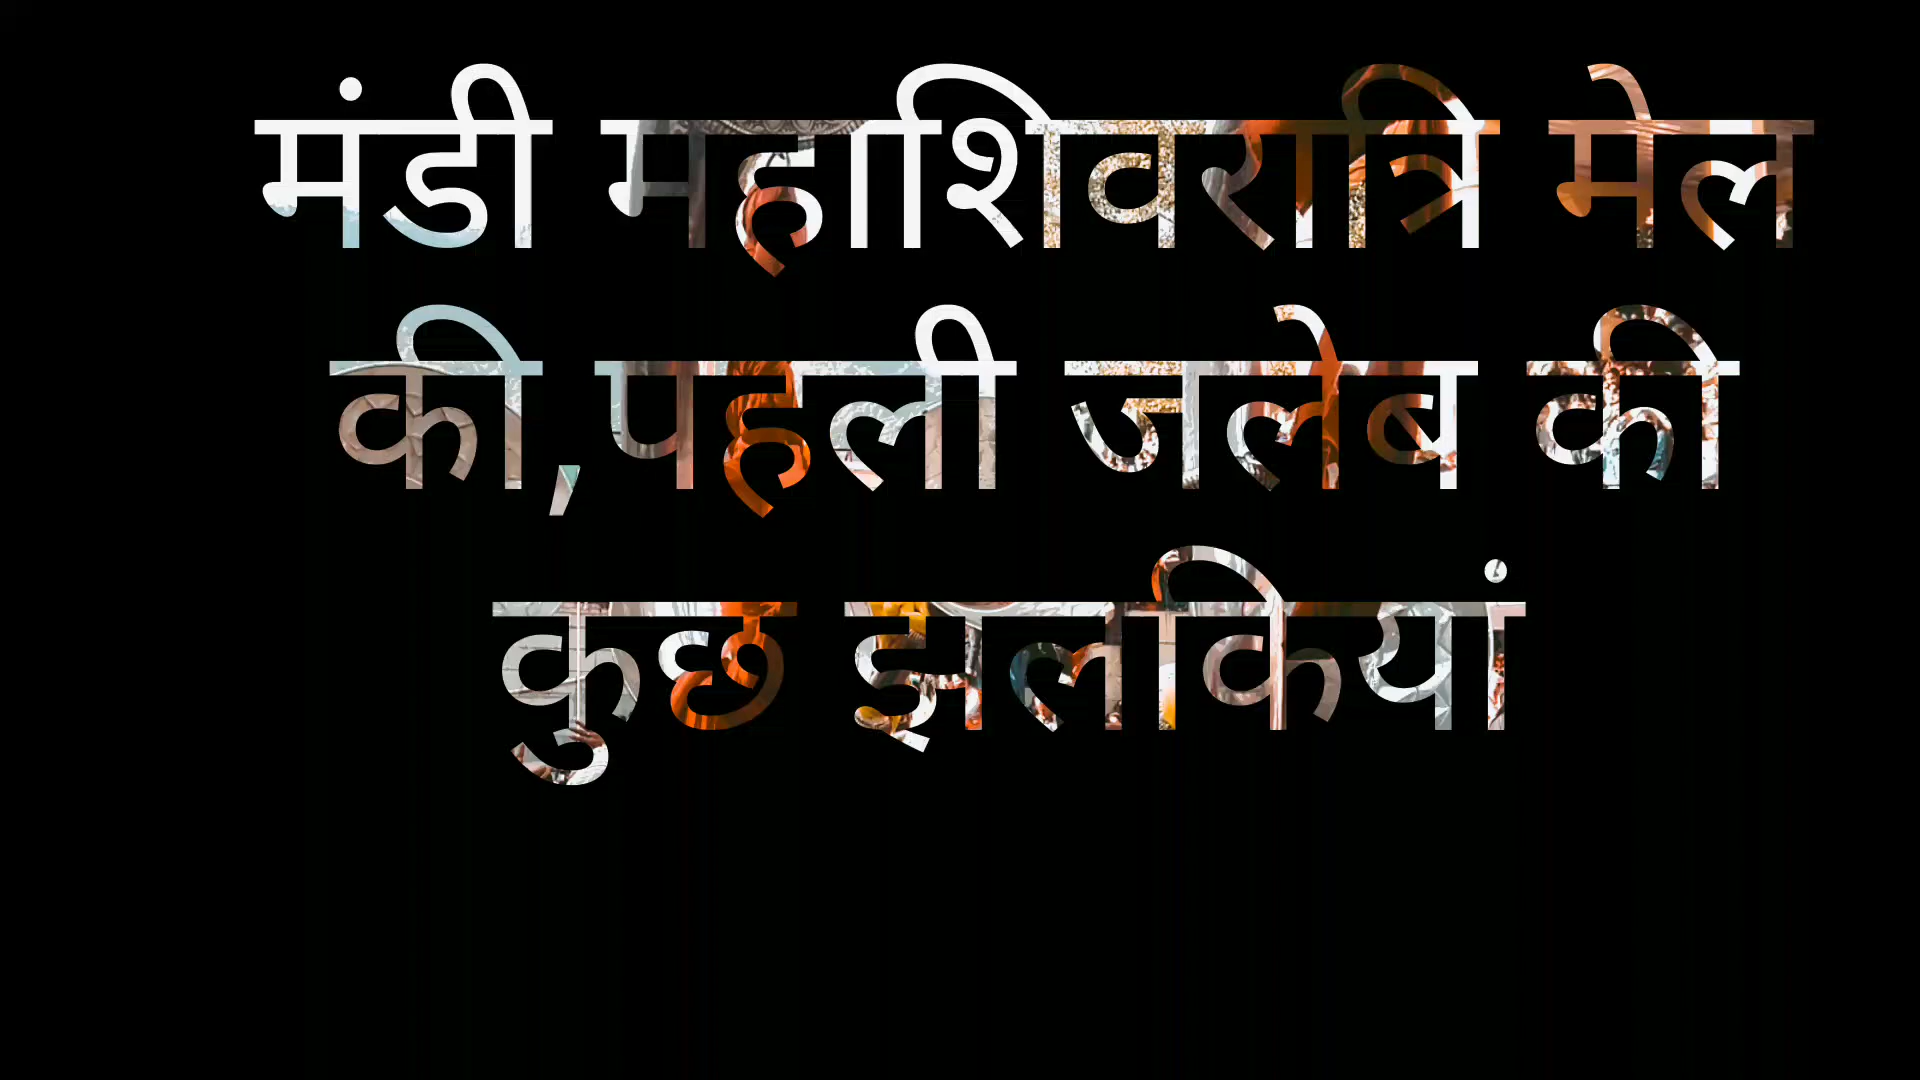 मंडी महाशिवरात्रि मेल
की,पहली जलेब की
कुछ झलकियां